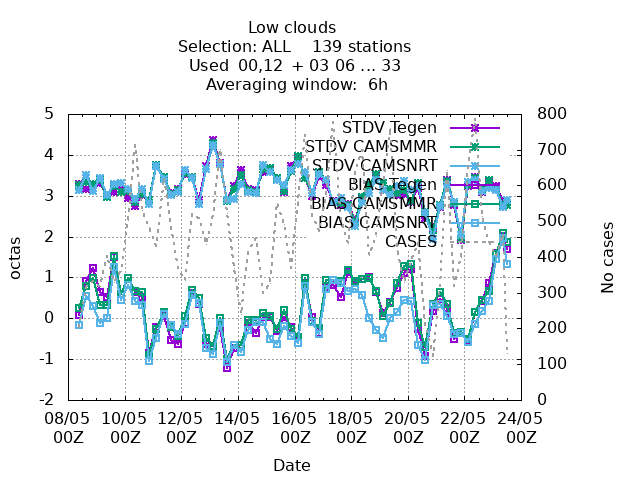 Low clouds
Selection: ALL    139 stations
Used  00,12  + 03 06 ... 33
Averaging window:  6h
STDV Tegen
STDV CAMSMMR
STDV CAMSNRT
BIAS Tegen
BIAS CAMSMMR
BIAS CAMSNRT
CASES
octas
5
4
3
2
1
0
-1
-2
No cases
800
700
600
500
400
300
200
100
0
08/05 10/05 12/05 14/05 16/05 18/05 20/05 22/05 24/05
00Z 00Z 00Z 00Z 00Z 00Z 00Z 00Z 00Z
Date